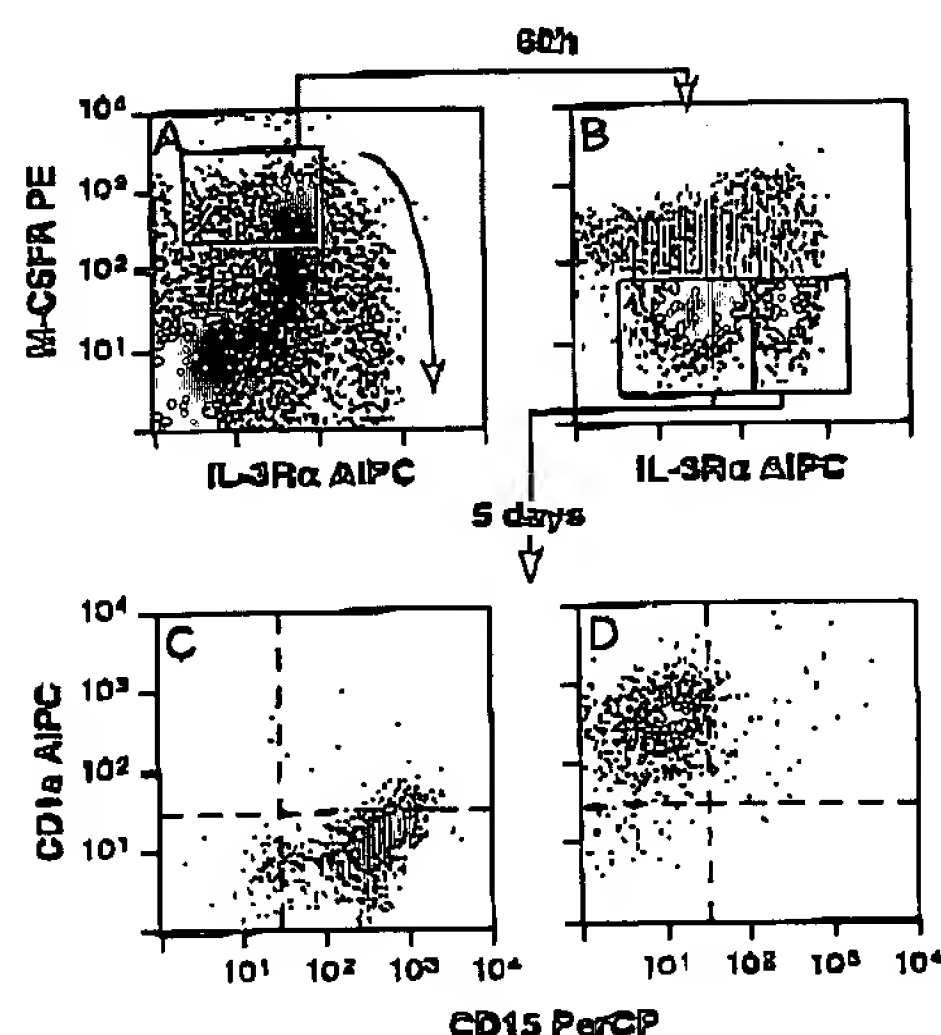 60h
10⁴
10³
10²
10¹
M-CSFR PE
A
B
IL-3Rα APC
IL-3Rα APC
5 days
10⁴
10³
10²
10¹
CD1a APC
C
D
10¹ 10² 10³ 10⁴
10¹ 10² 10³ 10⁴
CD15 PerCP